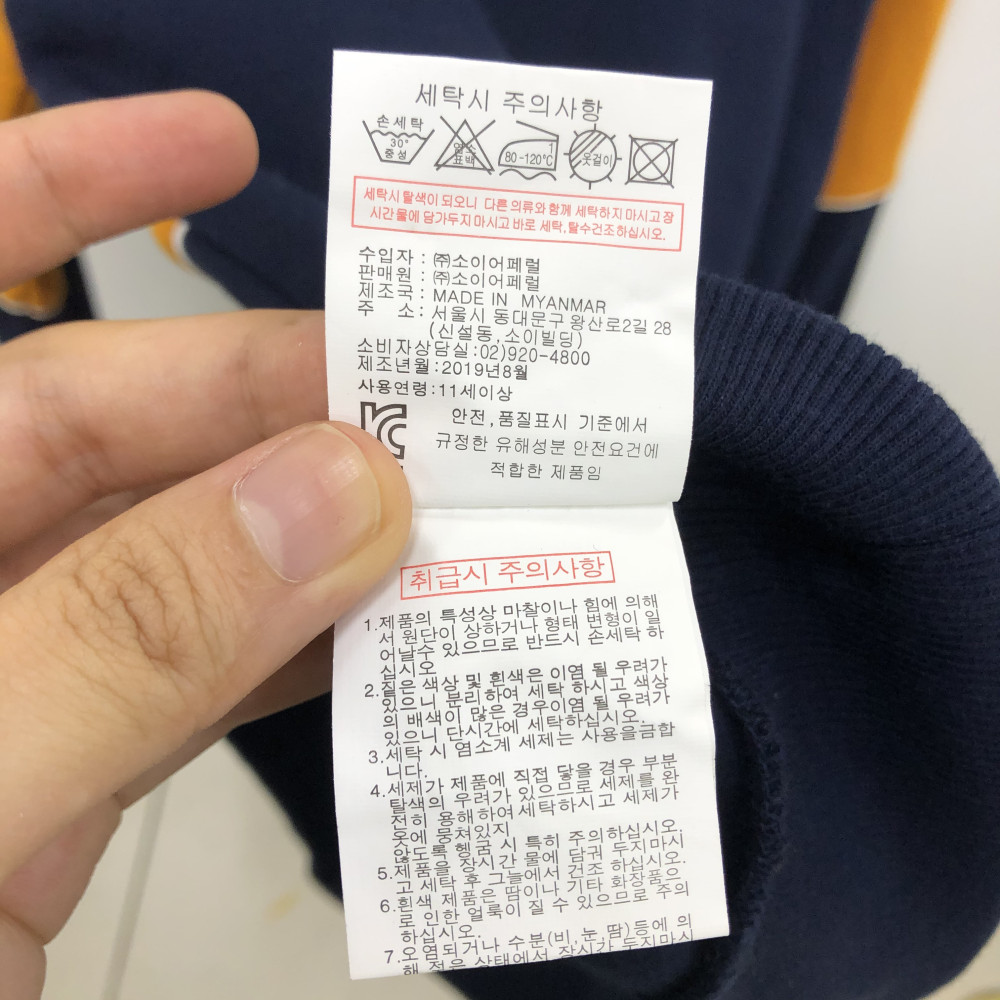 세탁시 주의사항
손세탁
30°
중성
염소
표백
1
80-120°C
옷걸이
세탁시 탈색이 되오니 다른 의류와 함께 세탁하지 마시고 장
시간 물에 담가두지 마시고 바로 세탁,탈수건조 하십시오.
수입자 : ㈜소이어페럴
판매원 : ㈜소이어페럴
제조국 : MADE IN MYANMAR
주 소 : 서울시 동대문구 왕산로2길 28
(신설동,소이빌딩)
소비자상담실:02)920-4800
제조년월:2019년8월
사용연령:11세이상
안전,품질표시 기준에서
규정한 유해성분 안전요건에
적합한 제품임
취급시 주의사항
1.제품의 특성상 마찰이나 힘에 의해
서 원단이 상하거나 형태 변형이 일
어날수 있으므로 반드시 손세탁 하
십시오
2.짙은 색상 및 흰색은 이염 될 우려가
있으니 분리하여 세탁 하시고 색상
의 배색이 많은 경우이염 될 우려가
있으니 단시간에 세탁하십시오.
3.세탁 시 염소계 세제는 사용을금합
니다.
4.세제가 제품에 직접 닿을 경우 부분
탈색의 우려가 있으므로 세제를 완
전히 용해하여세탁하시고 세제가
옷에 뭉쳐있지
않도록 헹굼 시 특히 주의하십시오.
5.제품을 장시간 물에 담궈 두지마시
고 세탁 후 그늘에서 건조 하십시오.
6.흰색 제품은 땀이나 기타 화장품으
로 인한 얼룩이 질 수 있으므로 주의
하십시오.
7.오염되거나 수분(비,눈,땀)등에 의
해 젖은 상태에서 장시간 두지마시